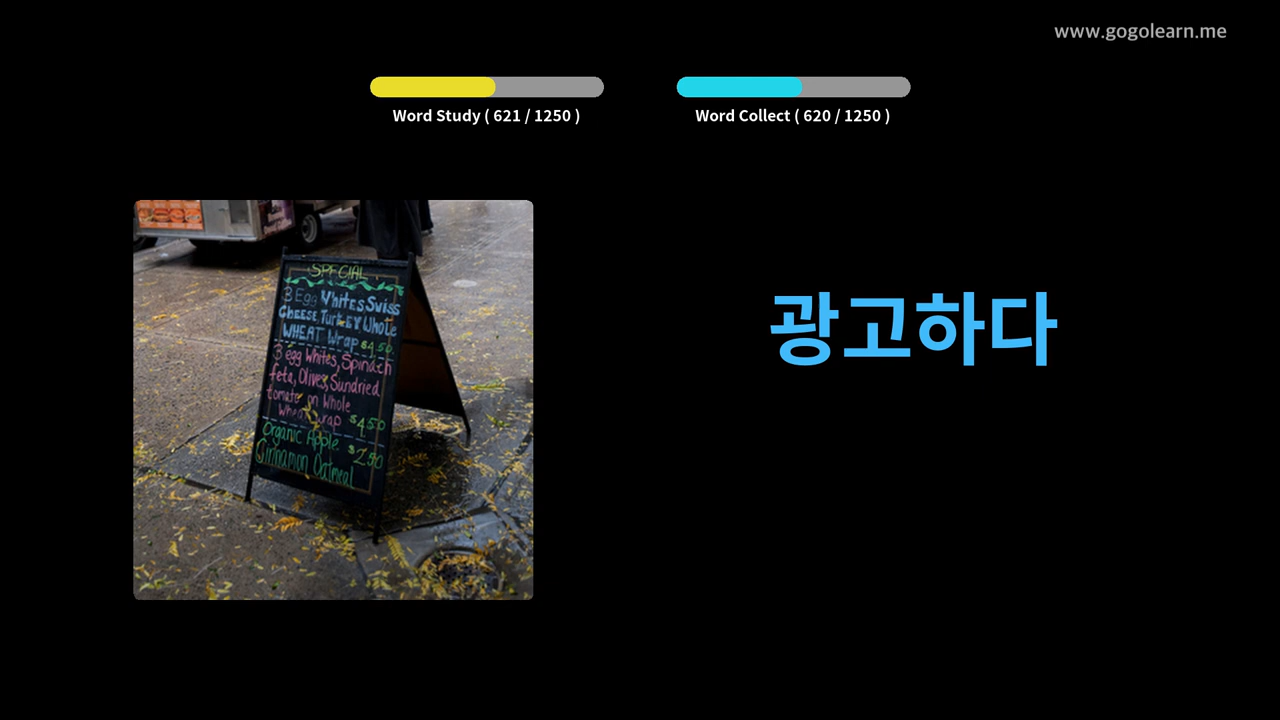 www.gogolearn.me
Word Study ( 621 / 1250 )
Word Collect ( 620 / 1250 )
SPECIAL
3 Egg Whites Swiss
Cheese, Turkey Whole
WHEAT Wrap $4.50
3 egg Whites, Spinach
feta, Olives, Sundried
tomato on Whole
Wheat Wrap $4.50
Organic Apple
Cinnamon Oatmeal $2.50
광고하다